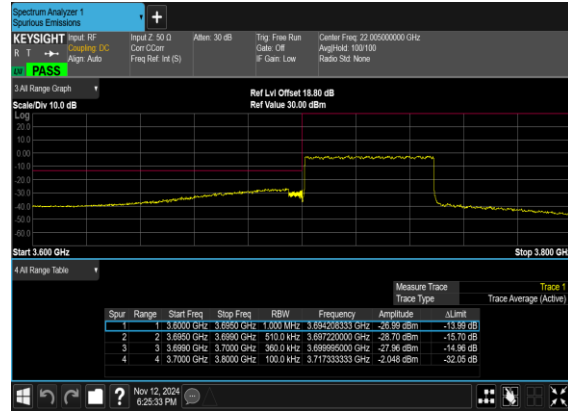 Spectrum Analyzer 1
Spurious Emissions
KEYSIGHT Input: RF Input Z: 50 Ω Atten: 30 dB Trig: Free Run Center Freq: 22.005000000 GHz
R T Coupling: DC Corr CCorr Gate: Off Avg|Hold: 100/100
Align: Auto Freq Ref: Int (S) IF Gain: Low Radio Std: None
LXI PASS
3 All Range Graph
Ref Lvl Offset 18.80 dB
Scale/Div 10.0 dB Ref Value 30.00 dBm
Log
20.0
10.0
0.00
-10.0
-20.0
-30.0
-40.0
-50.0
-60.0
Start 3.600 GHz Stop 3.800 GHz
4 All Range Table
Measure Trace Trace 1
Trace Type Trace Average (Active)
Spur Range Start Freq Stop Freq RBW Frequency Amplitude ΔLimit
1 1 3.6000 GHz 3.6950 GHz 1.000 MHz 3.694208333 GHz -26.99 dBm -13.99 dB
2 2 3.6950 GHz 3.6990 GHz 510.0 kHz 3.697220000 GHz -28.70 dBm -15.70 dB
3 3 3.6990 GHz 3.7000 GHz 360.0 kHz 3.699995000 GHz -27.96 dBm -14.96 dB
4 4 3.7000 GHz 3.8000 GHz 100.0 kHz 3.717333333 GHz -2.048 dBm -32.05 dB
? Nov 12, 2024
6:25:33 PM